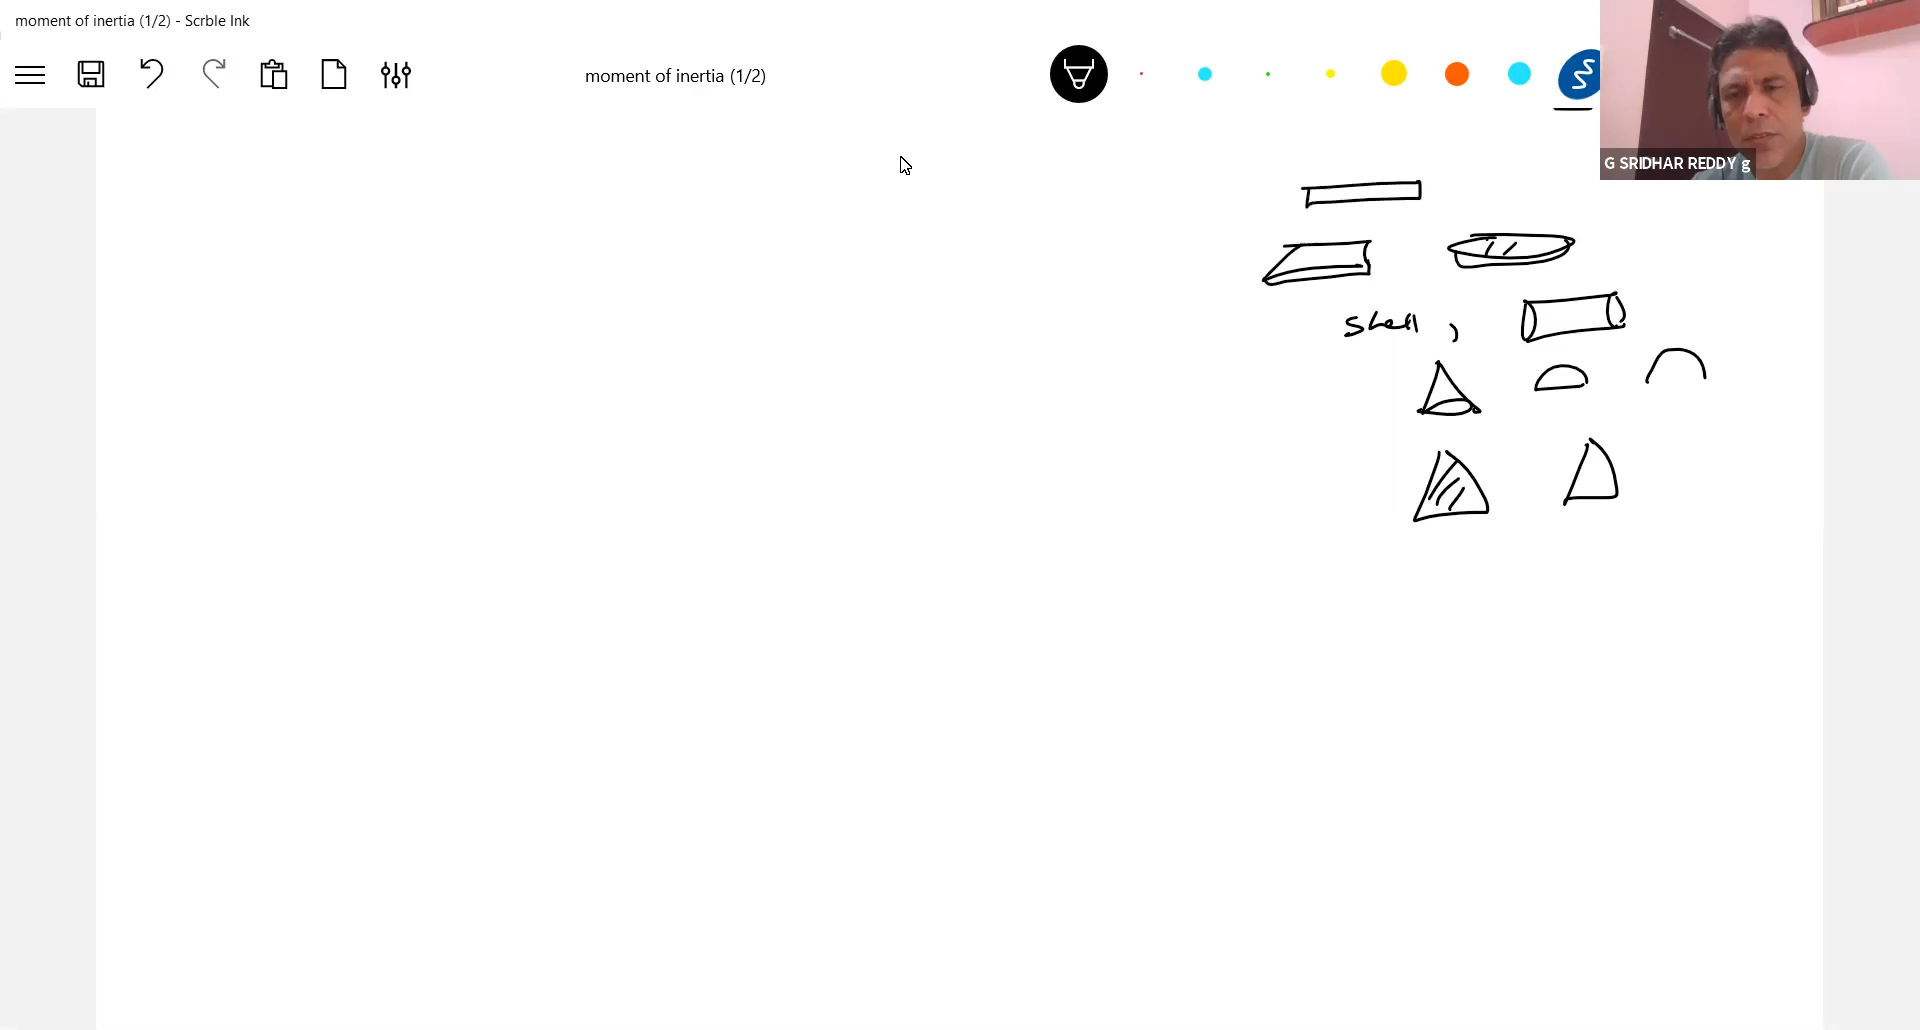 moment of inertia (1/2) - Scrble Ink
moment of inertia (1/2)
G SRIDHAR REDDY g
Shell ,